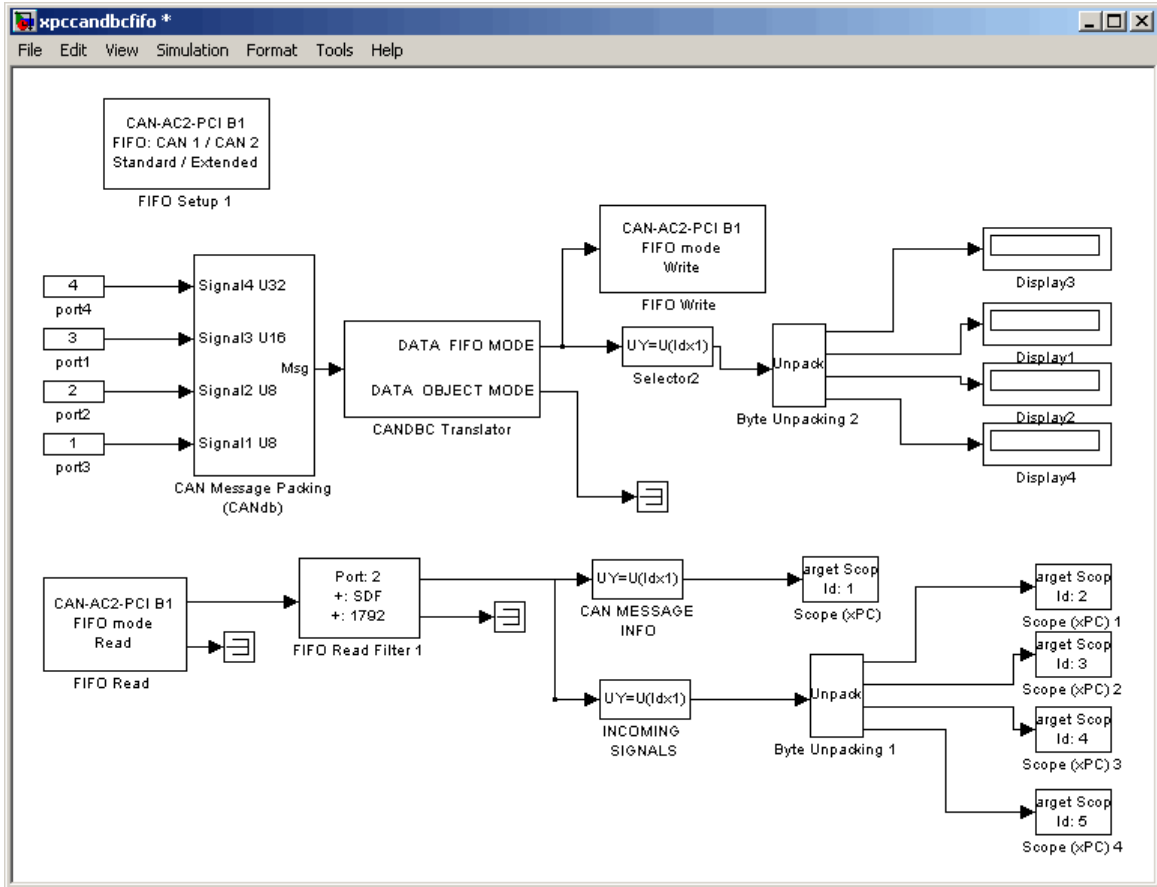 xpccandbcfifo *
File Edit View Simulation Format Tools Help
CAN-AC2-PCI B1
FIFO: CAN 1 / CAN 2
Standard / Extended
FIFO Setup 1
CAN-AC2-PCI B1
FIFO mode
Write
FIFO Write
4
port4
3
port1
2
port2
1
port3
Signal4 U32
Signal3 U16
Signal2 U8
Signal1 U8
Msg
CAN Message Packing
(CANdb)
DATA FIFO MODE
DATA OBJECT MODE
CANDBC Translator
UY=U(Idx1)
Selector2
Unpack
Byte Unpacking 2
Display3
Display1
Display2
Display4
CAN-AC2-PCI B1
FIFO mode
Read
FIFO Read
Port: 2
+: SDF
+: 1792
FIFO Read Filter 1
UY=U(Idx1)
CAN MESSAGE
INFO
arget Scop
Id: 1
Scope (xPC)
UY=U(Idx1)
INCOMING
SIGNALS
Unpack
Byte Unpacking 1
arget Scop
Id: 2
Scope (xPC) 1
arget Scop
Id: 3
Scope (xPC) 2
arget Scop
Id: 4
Scope (xPC) 3
arget Scop
Id: 5
Scope (xPC) 4